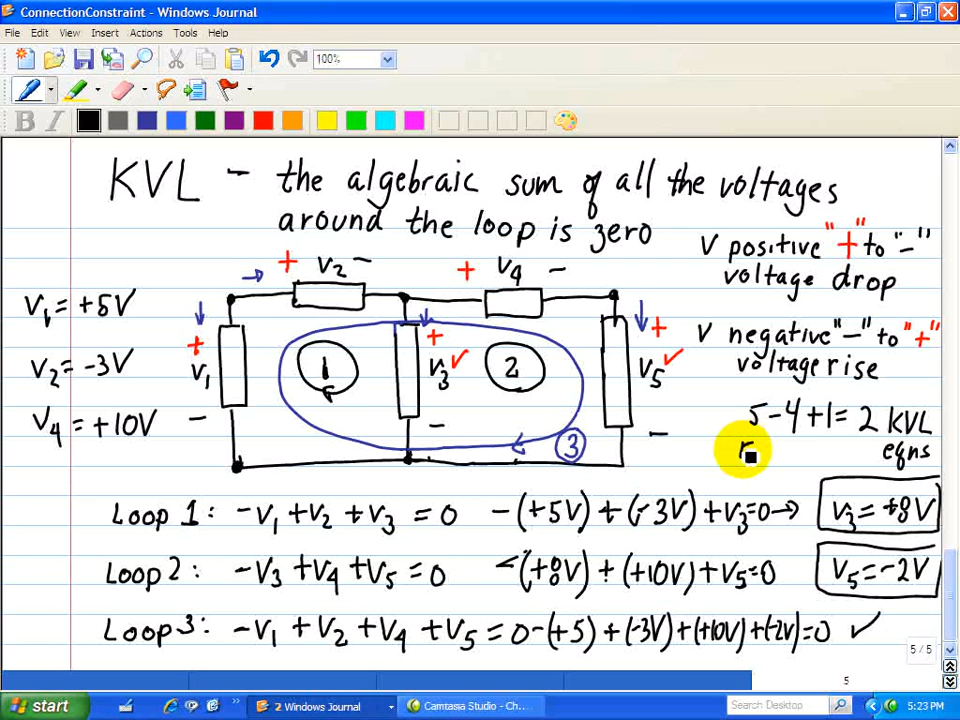 ConnectionConstraint - Windows Journal
File Edit View Insert Actions Tools Help
100%
B I
KVL - the algebraic sum of all the voltages
around the loop is zero
V positive "+" to "-"
voltage drop
V negative "-" to "+"
voltage rise
5-4+1=2 KVL
r eqns
V1 = +5V
V2 = -3V
V4 = +10V
+ V2 -
+ V4 -
+ V1 -
+ V3 ✓ -
+ V5 ✓ -
1
2
3
Loop 1: -V1 + V2 + V3 = 0 -(+5V) + (-3V) + V3=0 → V3=+8V
Loop 2: -V3 + V4 + V5 = 0 -(+8V) + (+10V) + V5=0 V5=-2V
Loop 3: -V1 + V2 + V4 + V5 = 0 -(+5) + (-3V) + (+10V) + (-2V)=0 ✓
5 / 5
5
start
2 Windows Journal
Camtasia Studio - Ch...
Search Desktop
5:23 PM